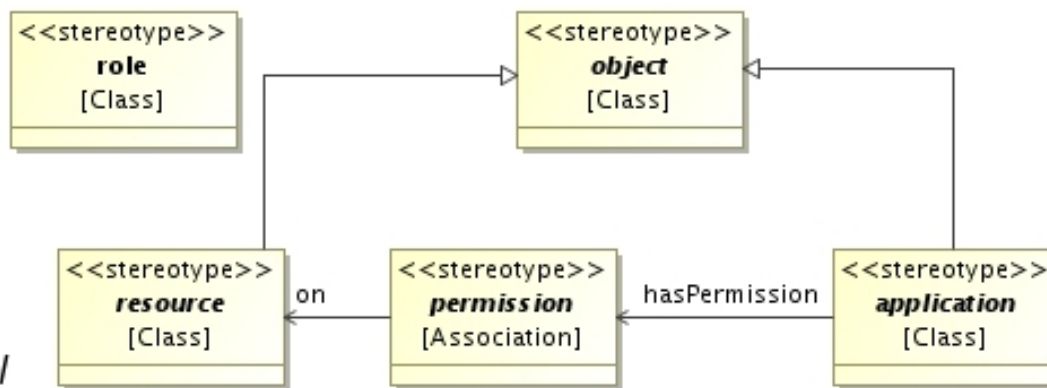 <<stereotype>>
role
[Class]
<<stereotype>>
object
[Class]
<<stereotype>>
resource
[Class]
on
<<stereotype>>
permission
[Association]
hasPermission
<<stereotype>>
application
[Class]